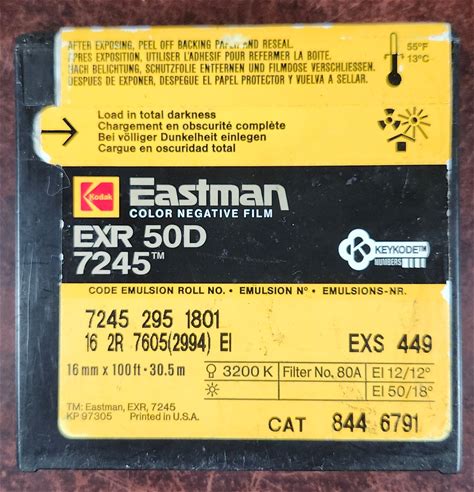 AFTER EXPOSING, PEEL OFF BACKING PAPER AND RESEAL.
APRES EXPOSITION, UTILISER L'ADHESIF POUR REFERMER LA BOITE.
NACH BELICHTUNG, SCHUTZFOLIE ENTFERNEN UND FILMDOSE VERSCHLIESSEN.
DESPUES DE EXPONER, DESPEGUE EL PAPEL PROTECTOR Y VUELVA A SELLAR.
55°F
13°C
Load in total darkness
Chargement en obscurité complète
Bei völliger Dunkelheit einlegen
Cargue en oscuridad total
Kodak
Eastman
COLOR NEGATIVE FILM
EXR 50D
7245™
KEYKODE™
NUMBERS
CODE EMULSION ROLL NO. • EMULSION N° • EMULSIONS-NR.
7245 295 1801
16 2R 7605(2994) EI EXS 449
16 mm x 100 ft • 30.5 m
3200 K Filter No. 80A EI 12/12°
EI 50/18°
TM: Eastman, EXR, 7245
KP 97305 Printed in U.S.A.
CAT 844 6791